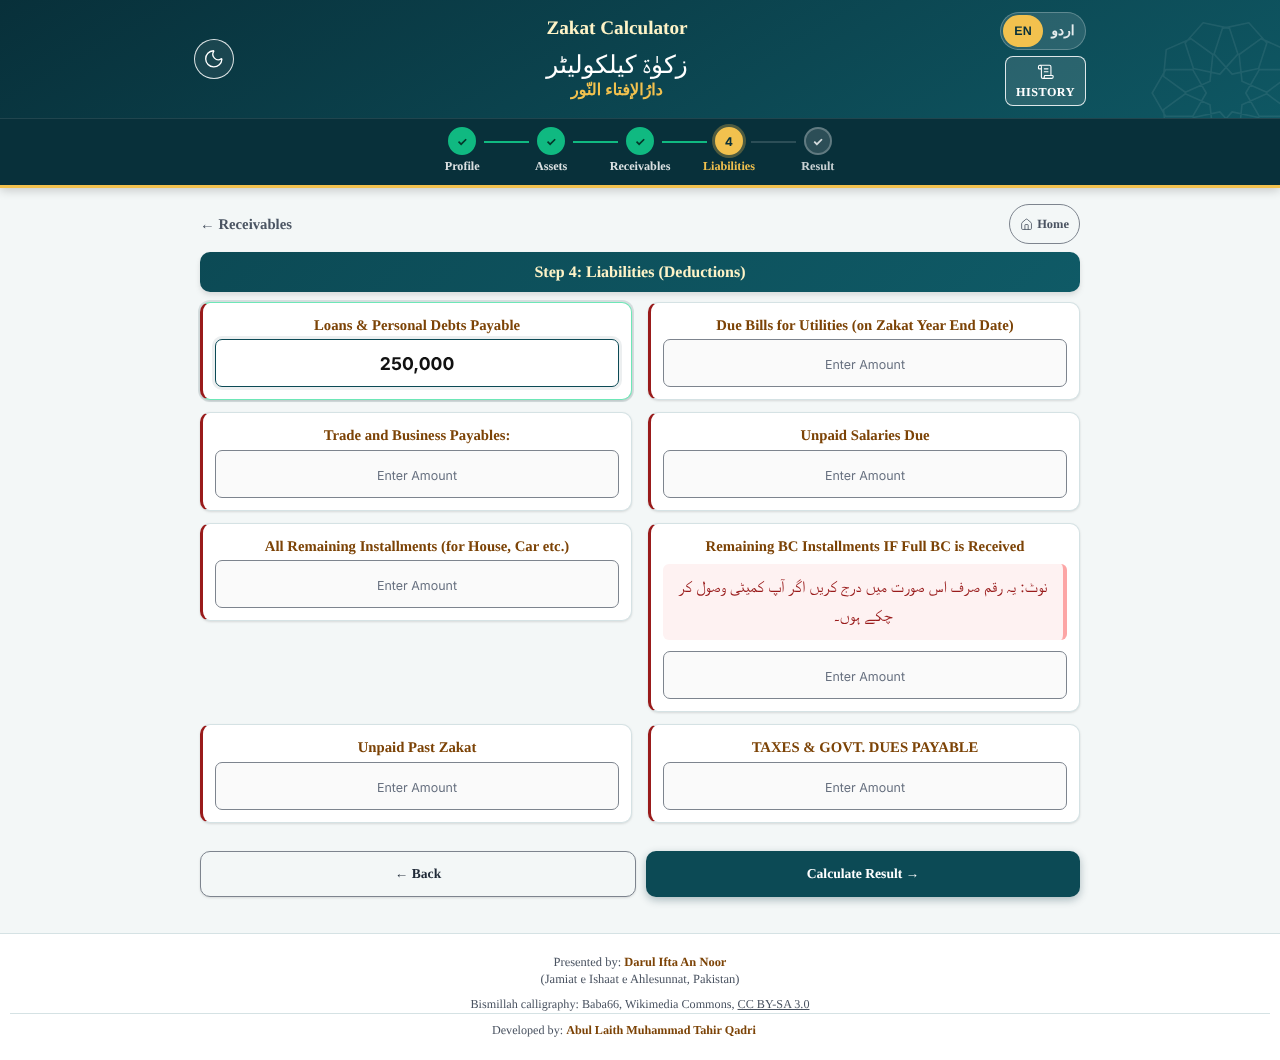 Zakat Calculator
زکوٰۃ کیلکولیٹر
دارُالإفتاء النّور
EN
اردو
HISTORY
4
Profile
Assets
Receivables
Liabilities
Result
← Receivables
Home
Step 4: Liabilities (Deductions)
Loans & Personal Debts Payable
250,000
Due Bills for Utilities (on Zakat Year End Date)
Enter Amount
Trade and Business Payables:
Enter Amount
Unpaid Salaries Due
Enter Amount
All Remaining Installments (for House, Car etc.)
Enter Amount
Remaining BC Installments IF Full BC is Received
نوٹ: یہ رقم صرف اس صورت میں درج کریں اگر آپ کمیٹی وصول کر
چکے ہوں۔
Enter Amount
Unpaid Past Zakat
Enter Amount
TAXES & GOVT. DUES PAYABLE
Enter Amount
← Back
Calculate Result →
Presented by: Darul Ifta An Noor
(Jamiat e Ishaat e Ahlesunnat, Pakistan)
Bismillah calligraphy: Baba66, Wikimedia Commons, CC BY-SA 3.0
Developed by: Abul Laith Muhammad Tahir Qadri